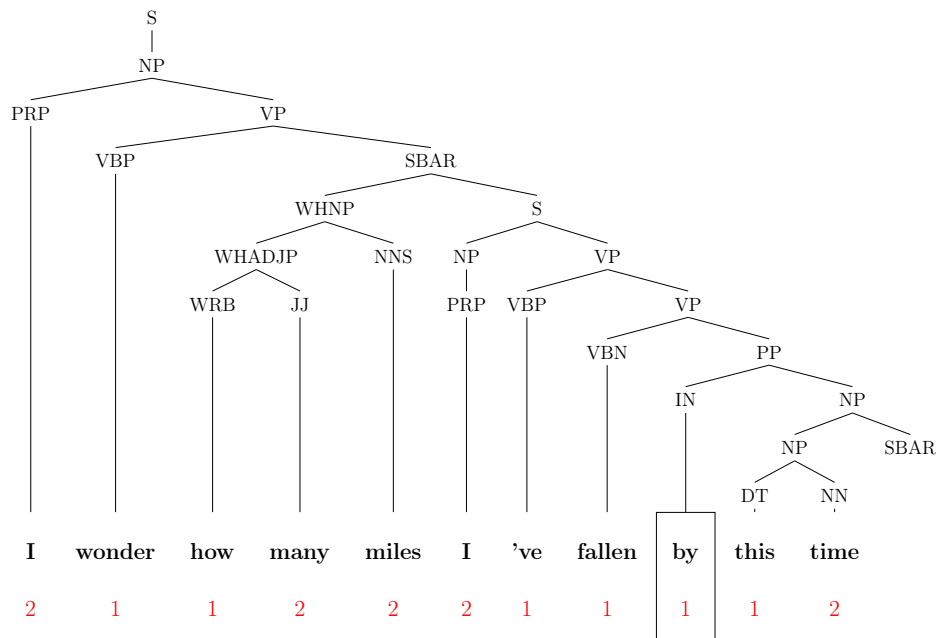 S
NP
PRP VP
VBP SBAR
WHNP S
WHADJP NNS NP VP
WRB JJ PRP VBP VP
VBN PP
IN NP
NP SBAR
DT NN
I wonder how many miles I 've fallen by this time
2 1 1 2 2 2 1 1 1 1 2